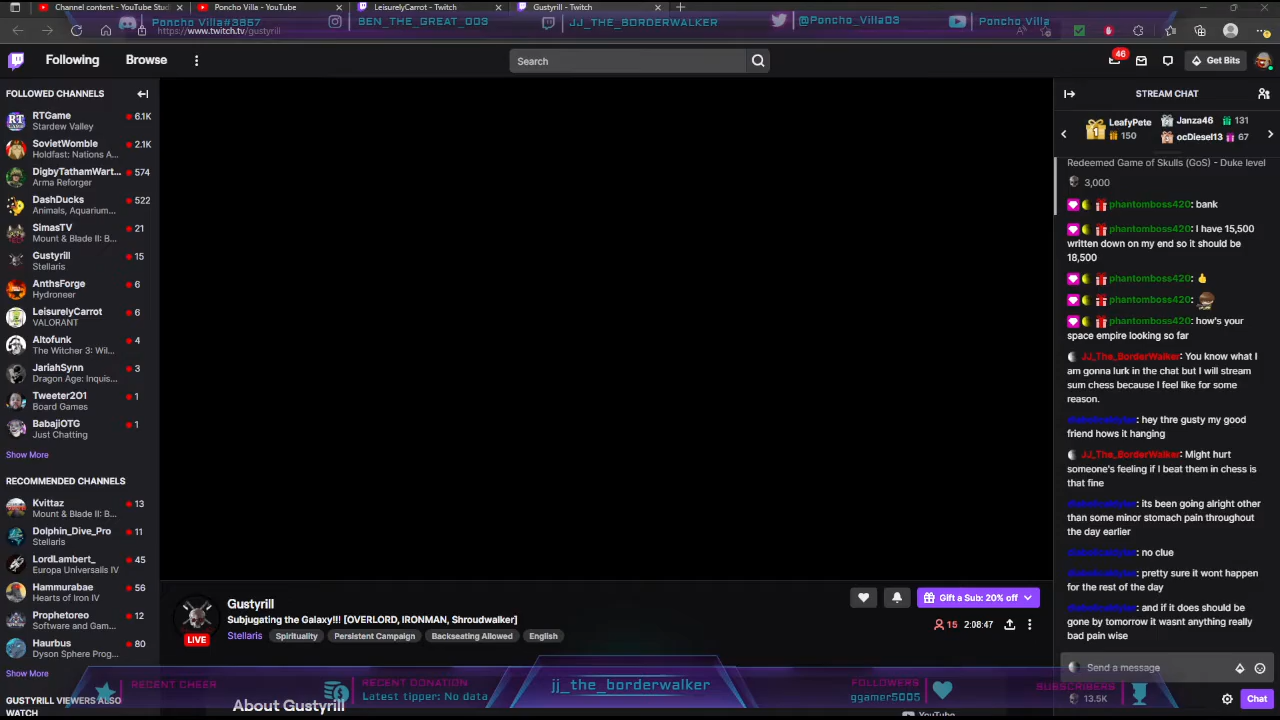 Channel content - YouTube Stud
Poncho Villa - YouTube
LeisurelyCarrot - Twitch
Gustyrill - Twitch
Poncho Villa#3867
BEN_THE_GREAT_003
JJ_THE_BORDERWALKER
@Poncho_Villa03
Poncho Villa
https://www.twitch.tv/gustyrill
Following
Browse
Search
46
Get Bits
FOLLOWED CHANNELS
RTGame
6.1K
Stardew Valley
SovietWomble
2.1K
Holdfast: Nations A...
DigbyTathamWart...
574
Arma Reforger
DashDucks
522
Animals, Aquarium...
SimasTV
21
Mount & Blade II: B...
Gustyrill
15
Stellaris
AnthsForge
6
Hydroneer
LeisurelyCarrot
6
VALORANT
Altofunk
4
The Witcher 3: Wil...
JariahSynn
3
Dragon Age: Inquis...
Tweeter201
1
Board Games
BabajiOTG
1
Just Chatting
Show More
RECOMMENDED CHANNELS
Kvittaz
13
Mount & Blade II: B...
Dolphin_Dive_Pro
11
Stellaris
LordLambert_
45
Europa Universalis IV
Hammurabae
56
Hearts of Iron IV
Prophetoreo
12
Software and Gam...
Haurbus
80
Dyson Sphere Prog...
Show More
GUSTYRILL VIEWERS ALSO
WATCH
Gustyrill
Subjugating the Galaxy!!! [OVERLORD, IRONMAN, Shroudwalker]
LIVE
Stellaris
Spirituality
Persistent Campaign
Backseating Allowed
English
Gift a Sub: 20% off
15
2:08:47
About Gustyrill
YouTube
STREAM CHAT
1
LeafyPete
150
Janza46
131
ocDiesel13
67
Redeemed Game of Skulls (GoS) - Duke level
3,000
phantomboss420: bank
phantomboss420: I have 15,500
written down on my end so it should be
18,500
phantomboss420:
phantomboss420:
phantomboss420: how's your
space empire looking so far
JJ_The_BorderWalker: You know what I
am gonna lurk in the chat but I will stream
sum chess because I feel like for some
reason.
: hey thre gusty my good
friend hows it hanging
JJ_The_BorderWalker: Might hurt
someone's feeling if I beat them in chess is
that fine
: its been going alright other
than some minor stomach pain throughout
the day earlier
: no clue
: pretty sure it wont happen
for the rest of the day
: and if it does should be
gone by tomorrow it wasnt anything really
bad pain wise
Send a message
13.5K
Chat
RECENT CHEER
RECENT DONATION
Latest tipper: No data
jj_the_borderwalker
FOLLOWERS
ggamer5005
SUBSCRIBERS